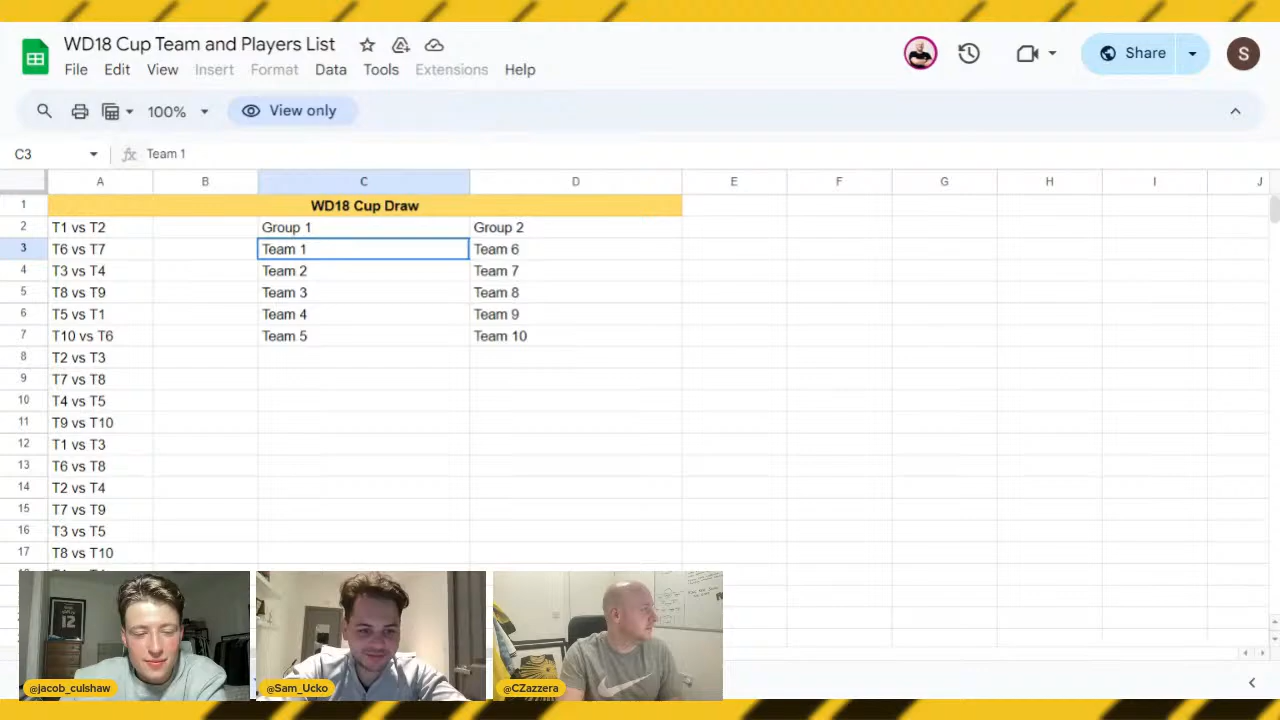 WD18 Cup Team and Players List
File Edit View Insert Format Data Tools Extensions Help
Share
S
100%
View only
C3
Team 1
A B C D E F G H I J
1 WD18 Cup Draw
2 T1 vs T2 Group 1 Group 2
3 T6 vs T7 Team 1 Team 6
4 T3 vs T4 Team 2 Team 7
5 T8 vs T9 Team 3 Team 8
6 T5 vs T1 Team 4 Team 9
7 T10 vs T6 Team 5 Team 10
8 T2 vs T3
9 T7 vs T8
10 T4 vs T5
11 T9 vs T10
12 T1 vs T3
13 T6 vs T8
14 T2 vs T4
15 T7 vs T9
16 T3 vs T5
17 T8 vs T10
12
@jacob_culshaw
@Sam_Ucko
@CZazzera